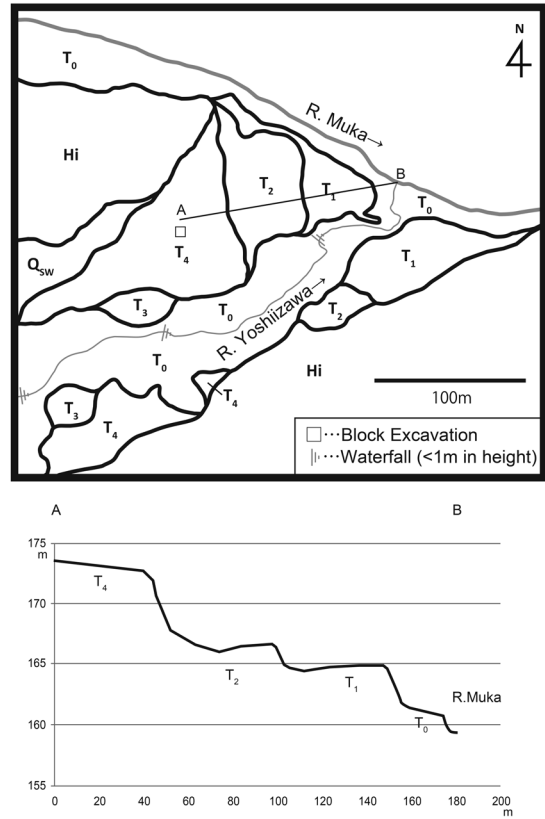 N
T₀
R. Muka→
Hi
T₂
T₁
B
A
T₀
T₄
T₁
Qsw
T₃
T₀
R. Yoshiizawa→
T₂
T₀
Hi
T₄
T₃
T₄
100m
□···Block Excavation
···Waterfall (<1m in height)
A
B
175
m
170
165
160
155
T₄
T₂
T₁
T₀
R.Muka
0
20
40
60
80
100
120
140
160
180
200
m